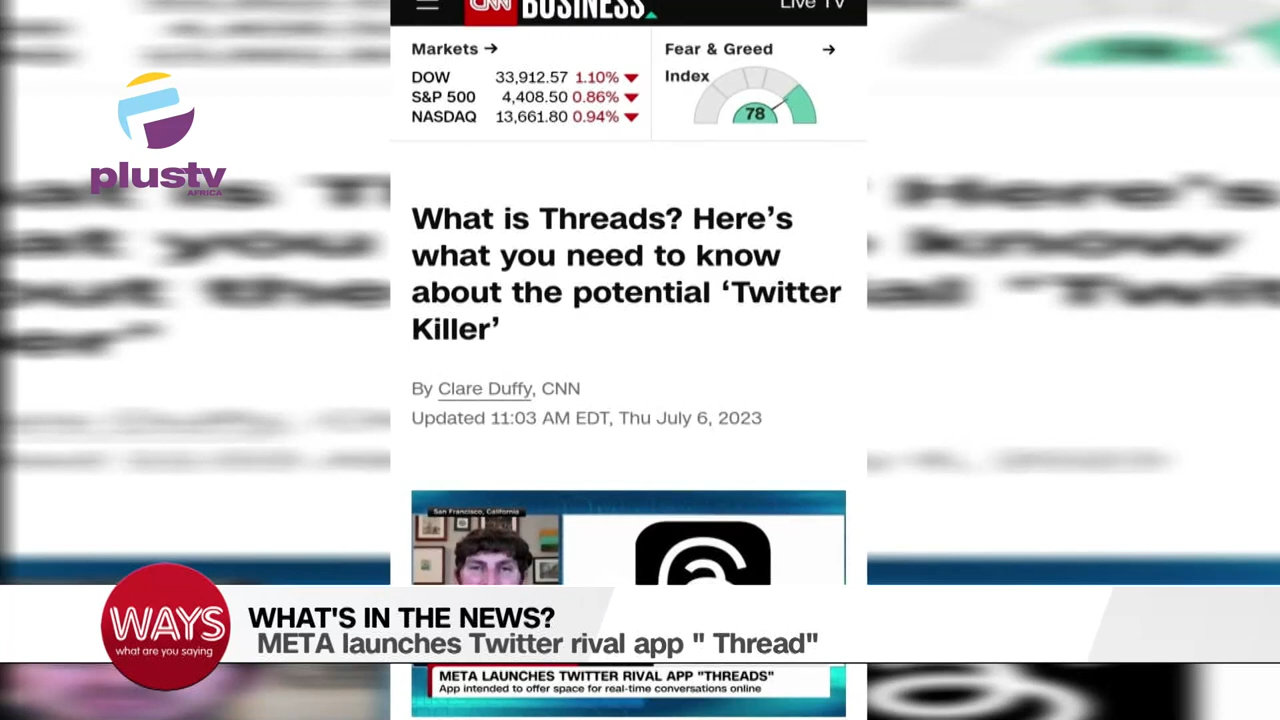 CNN BUSINESS
Live TV
Markets →
DOW 33,912.57 1.10% ▼
S&P 500 4,408.50 0.86% ▼
NASDAQ 13,661.80 0.94% ▼
Fear & Greed →
Index
78
plustv
AFRICA
What is Threads? Here's
what you need to know
about the potential ‘Twitter
Killer’
By Clare Duffy, CNN
Updated 11:03 AM EDT, Thu July 6, 2023
San Francisco, California
WAYS
what are you saying
WHAT'S IN THE NEWS?
META launches Twitter rival app " Thread"
META LAUNCHES TWITTER RIVAL APP "THREADS"
App intended to offer space for real-time conversations online